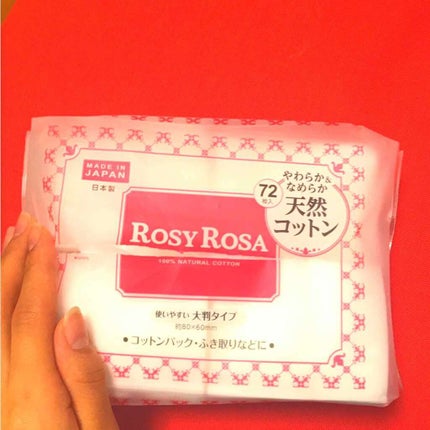 MADE IN
JAPAN
日本製
やわらか&
なめらか
72
枚入
天然
コットン
ROSY ROSA
100% NATURAL COTTON
使いやすい 大判タイプ
約80×60mm
・コットンパック・ふき取りなどに・